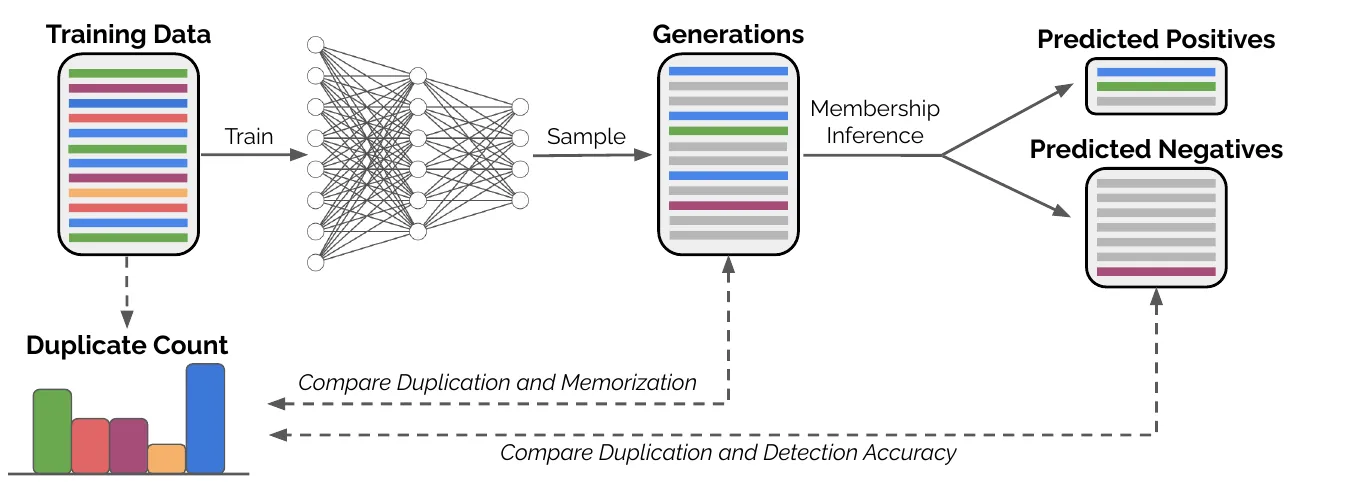 Training Data
Train
Sample
Generations
Membership
Inference
Predicted Positives
Predicted Negatives
Duplicate Count
Compare Duplication and Memorization
Compare Duplication and Detection Accuracy